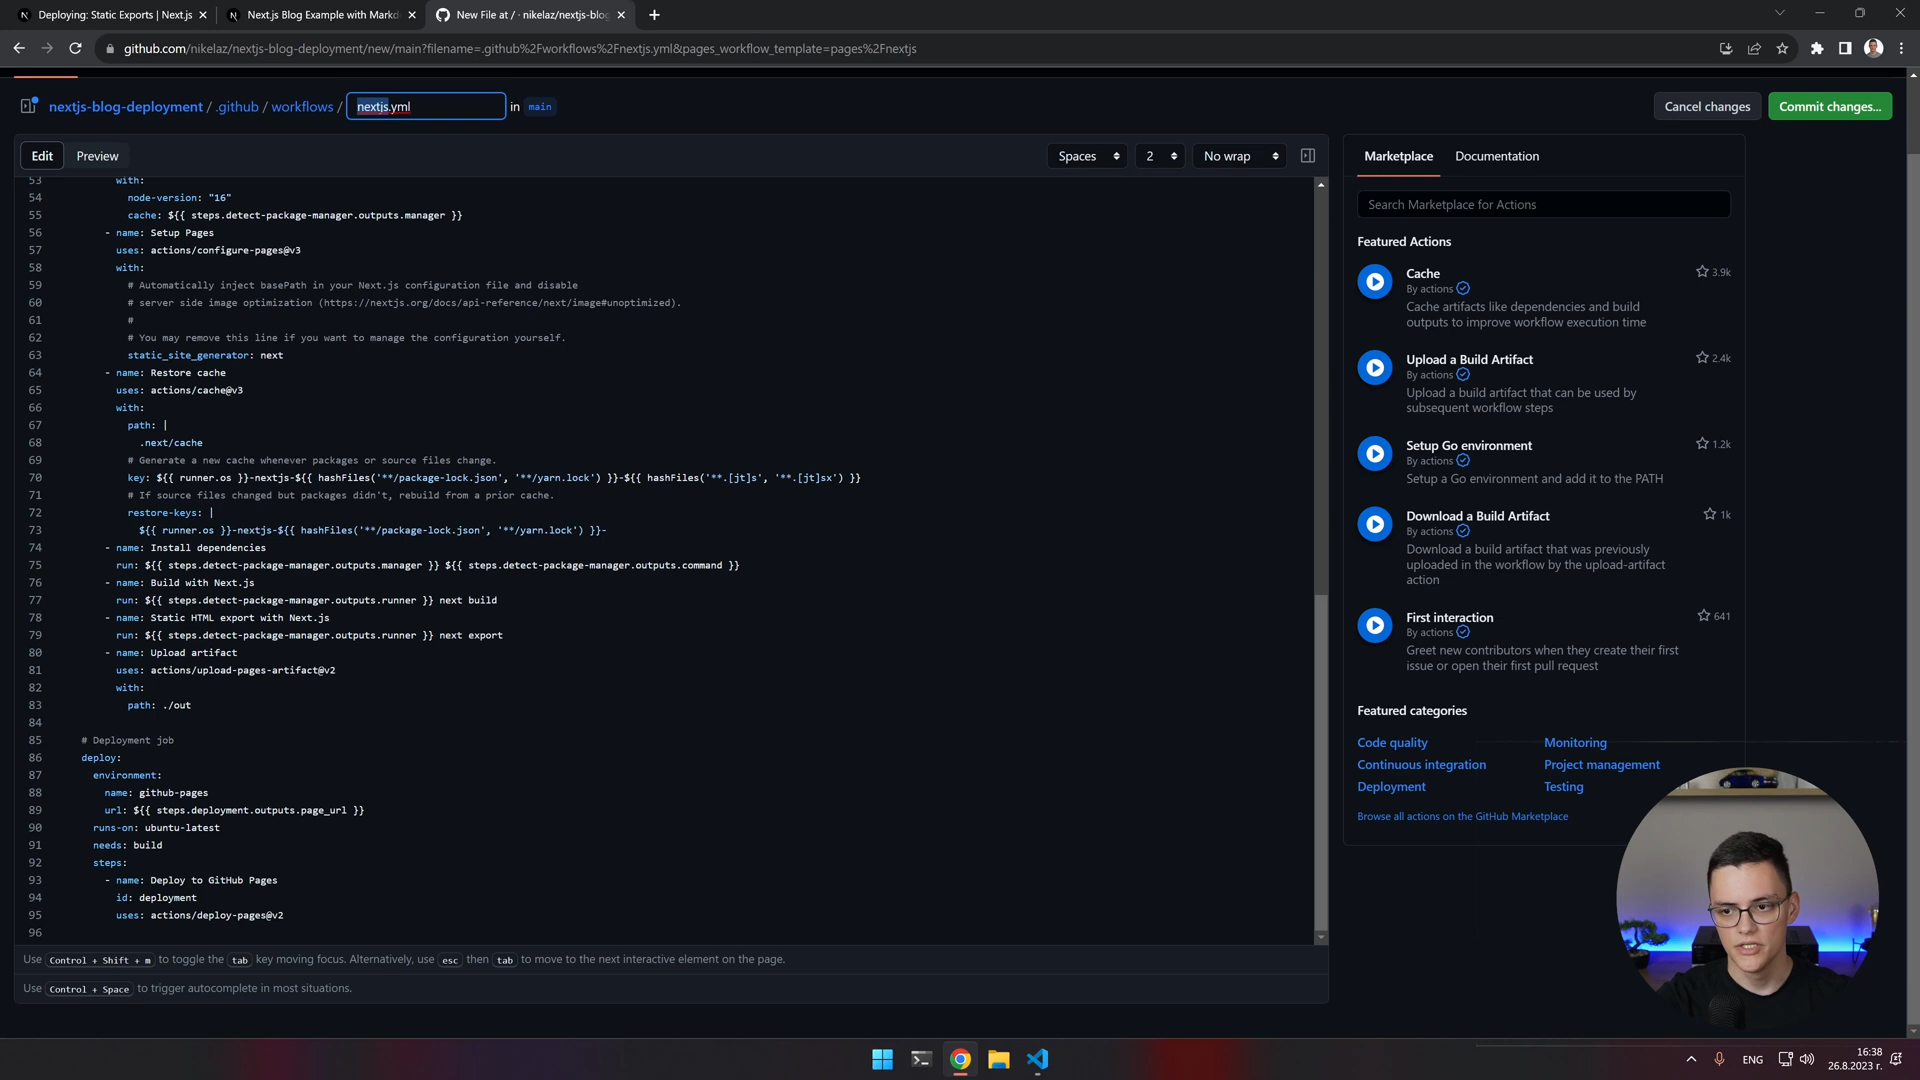 Deploying: Static Exports | Next.js
Next.js Blog Example with Markd
New File at / · nikelaz/nextjs-blog
github.com/nikelaz/nextjs-blog-deployment/new/main?filename=.github%2Fworkflows%2Fnextjs.yml&pages_workflow_template=pages%2Fnextjs
nextjs-blog-deployment / .github / workflows / nextjs.yml in main
Cancel changes Commit changes...
Edit Preview Spaces 2 No wrap
Marketplace Documentation
53 with:
54 node-version: "16"
55 cache: ${{ steps.detect-package-manager.outputs.manager }}
56 - name: Setup Pages
57 uses: actions/configure-pages@v3
58 with:
59 # Automatically inject basePath in your Next.js configuration file and disable
60 # server side image optimization (https://nextjs.org/docs/api-reference/next/image#unoptimized).
61 #
62 # You may remove this line if you want to manage the configuration yourself.
63 static_site_generator: next
64 - name: Restore cache
65 uses: actions/cache@v3
66 with:
67 path: |
68 .next/cache
69 # Generate a new cache whenever packages or source files change.
70 key: ${{ runner.os }}-nextjs-${{ hashFiles('**/package-lock.json', '**/yarn.lock') }}-${{ hashFiles('**.[jt]s', '**.[jt]sx') }}
71 # If source files changed but packages didn't, rebuild from a prior cache.
72 restore-keys: |
73 ${{ runner.os }}-nextjs-${{ hashFiles('**/package-lock.json', '**/yarn.lock') }}-
74 - name: Install dependencies
75 run: ${{ steps.detect-package-manager.outputs.manager }} ${{ steps.detect-package-manager.outputs.command }}
76 - name: Build with Next.js
77 run: ${{ steps.detect-package-manager.outputs.runner }} next build
78 - name: Static HTML export with Next.js
79 run: ${{ steps.detect-package-manager.outputs.runner }} next export
80 - name: Upload artifact
81 uses: actions/upload-pages-artifact@v2
82 with:
83 path: ./out
84
85 # Deployment job
86 deploy:
87 environment:
88 name: github-pages
89 url: ${{ steps.deployment.outputs.page_url }}
90 runs-on: ubuntu-latest
91 needs: build
92 steps:
93 - name: Deploy to GitHub Pages
94 id: deployment
95 uses: actions/deploy-pages@v2
96
Use Control + Shift + m to toggle the tab key moving focus. Alternatively, use esc then tab to move to the next interactive element on the page.
Use Control + Space to trigger autocomplete in most situations.
Search Marketplace for Actions
Featured Actions
Cache 3.9k
By actions
Cache artifacts like dependencies and build
outputs to improve workflow execution time
Upload a Build Artifact 2.4k
By actions
Upload a build artifact that can be used by
subsequent workflow steps
Setup Go environment 1.2k
By actions
Setup a Go environment and add it to the PATH
Download a Build Artifact 1k
By actions
Download a build artifact that was previously
uploaded in the workflow by the upload-artifact
action
First interaction 641
By actions
Greet new contributors when they create their first
issue or open their first pull request
Featured categories
Code quality Monitoring
Continuous integration Project management
Deployment Testing
Browse all actions on the GitHub Marketplace
ENG
16:38
26.8.2023 г.